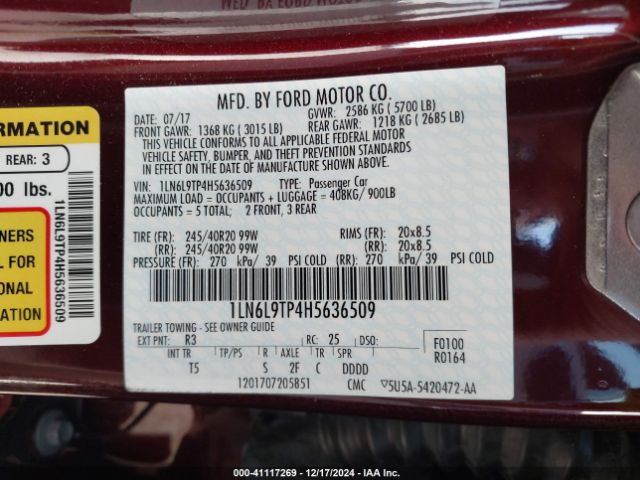 MFD. BY FORD MOTOR CO.
DATE: 07/17 GVWR: 2586 KG ( 5700 LB)
FRONT GAWR: 1368 KG ( 3015 LB) REAR GAWR: 1218 KG ( 2685 LB)
THIS VEHICLE CONFORMS TO ALL APPLICABLE FEDERAL MOTOR
VEHICLE SAFETY, BUMPER, AND THEFT PREVENTION STANDARDS
IN EFFECT ON THE DATE OF MANUFACTURE SHOWN ABOVE.
VIN: 1LN6L9TP4H5636509 TYPE: Passenger Car
MAXIMUM LOAD = OCCUPANTS + LUGGAGE = 408KG/ 900LB
OCCUPANTS = 5 TOTAL; 2 FRONT, 3 REAR
TIRE (FR): 245/40R20 99W RIMS (FR): 20x8.5
(RR): 245/40R20 99W (RR): 20x8.5
PRESSURE (FR): 270 kPa/ 39 PSI COLD (RR): 270 kPa/ 39 PSI COLD
1LN6L9TP4H5636509
TRAILER TOWING - SEE OWNER GUIDE
EXT PNT: R3 RC: 25 DSO: F0100
R0164
INT TR TP/PS R AXLE TR SPR
T5 S 2F C DDDD
1201707205851 CMC 5U5A-5420472-AA
ORMATION
REAR: 3
00 lbs.
NERS
L FOR
ONAL
1LN6L9TP4H5636509
000-41117269 - 12/17/2024 - IAA Inc.